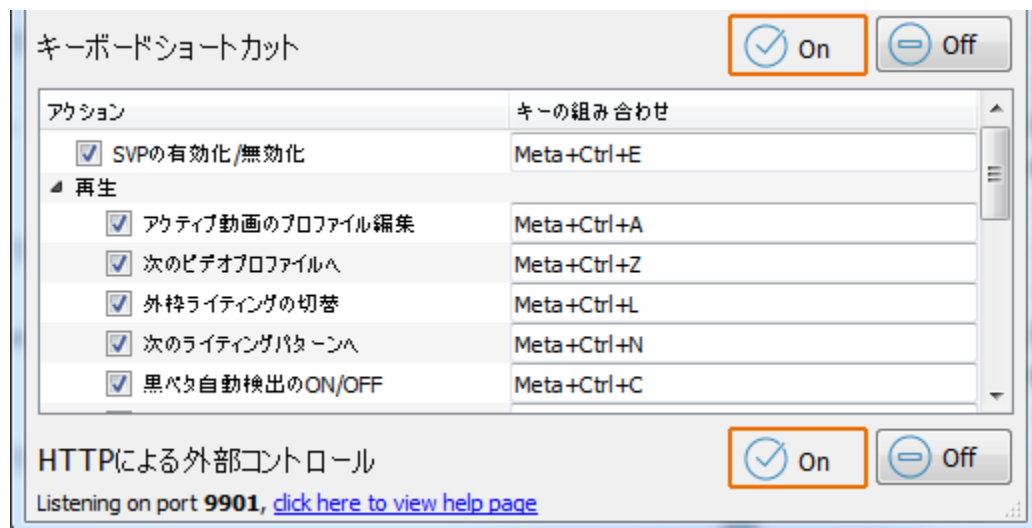 キーボードショートカット On Off
アクション キーの組み合わせ
SVPの有効化/無効化 Meta+Ctrl+E
再生
アクティブ動画のプロファイル編集 Meta+Ctrl+A
次のビデオプロファイルへ Meta+Ctrl+Z
外枠ライティングの切替 Meta+Ctrl+L
次のライティングパターンへ Meta+Ctrl+N
黒ベタ自動検出のON/OFF Meta+Ctrl+C
HTTPによる外部コントロール On Off
Listening on port 9901, click here to view help page